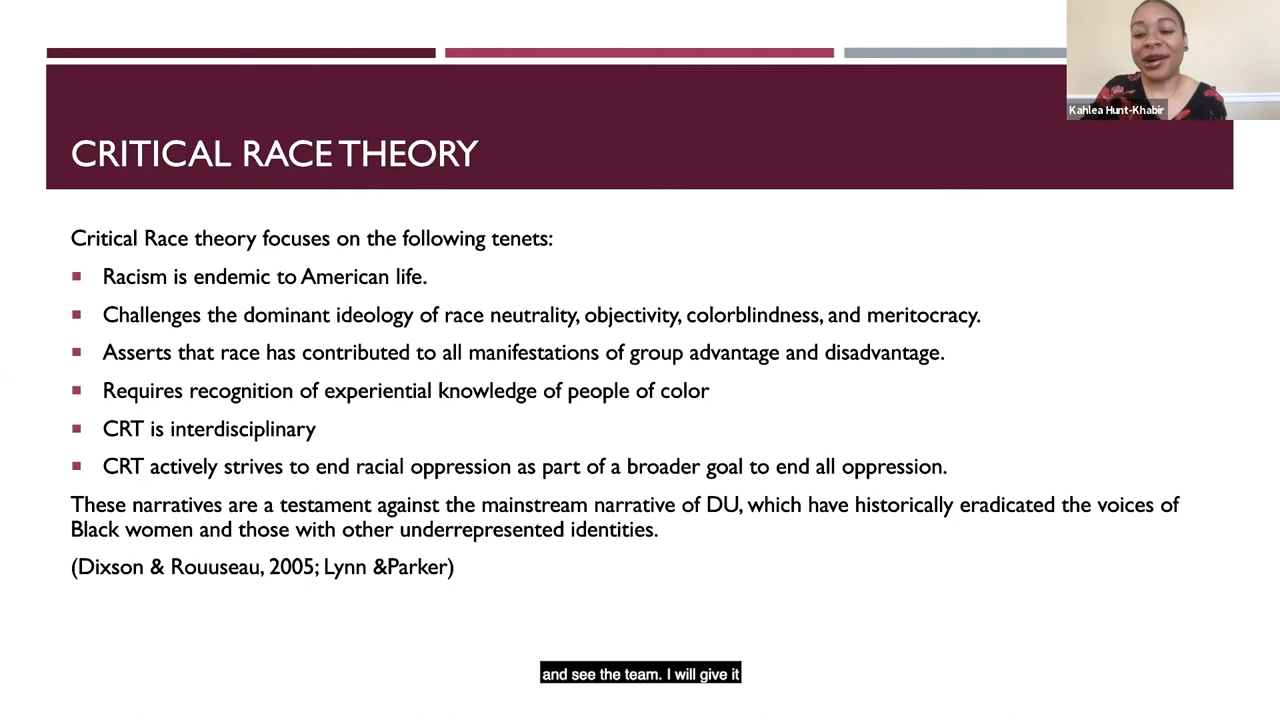 Kahlea Hunt-Khabir
CRITICAL RACE THEORY
Critical Race theory focuses on the following tenets:
Racism is endemic to American life.
Challenges the dominant ideology of race neutrality, objectivity, colorblindness, and meritocracy.
Asserts that race has contributed to all manifestations of group advantage and disadvantage.
Requires recognition of experiential knowledge of people of color
CRT is interdisciplinary
CRT actively strives to end racial oppression as part of a broader goal to end all oppression.
These narratives are a testament against the mainstream narrative of DU, which have historically eradicated the voices of
Black women and those with other underrepresented identities.
(Dixson & Rouuseau, 2005; Lynn &Parker)
and see the team. I will give it